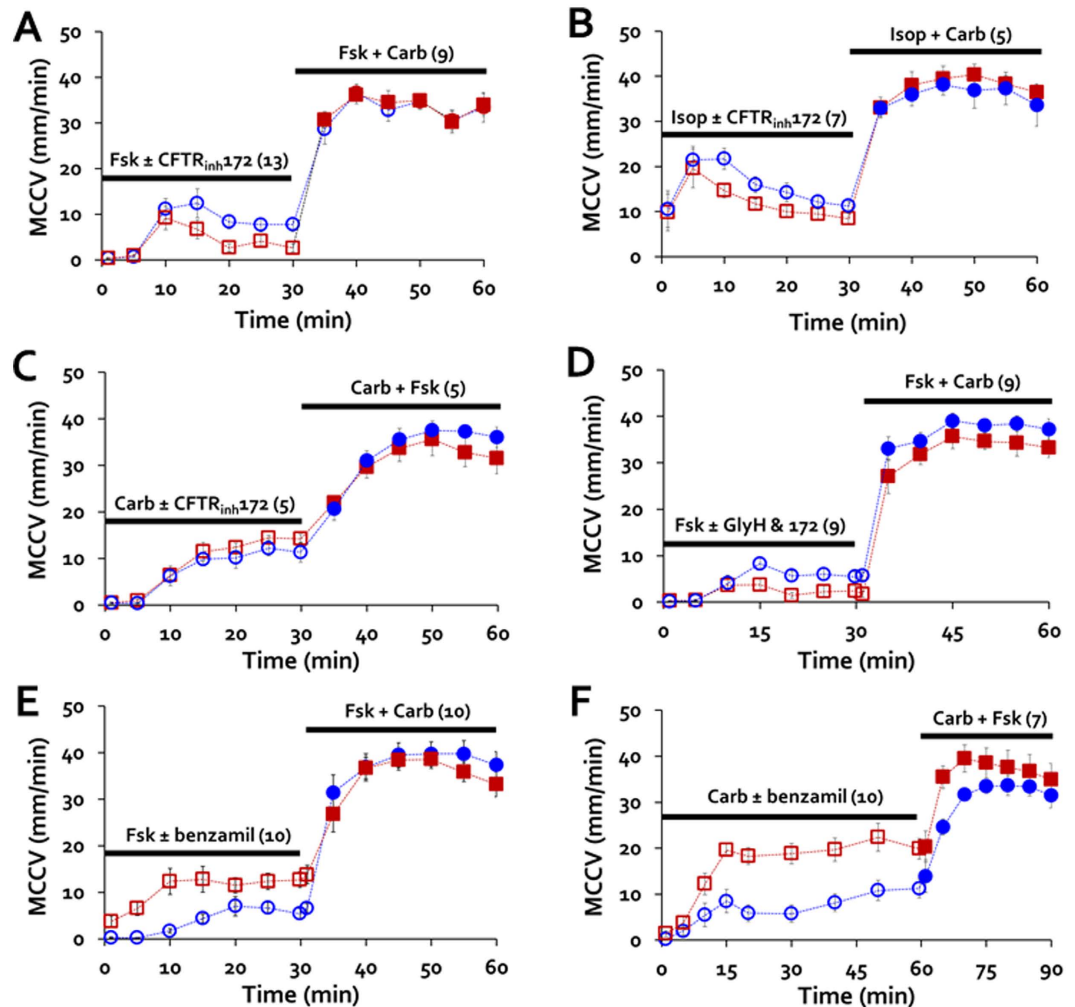 A
MCCV (mm/min)
50
40
30
20
10
0
Fsk + Carb (9)
Fsk ± CFTRinh172 (13)
0 10 20 30 40 50 60
Time (min)
B
MCCV (mm/min)
50
40
30
20
10
0
Isop + Carb (5)
Isop ± CFTRinh172 (7)
0 10 20 30 40 50 60
Time (min)
C
MCCV (mm/min)
50
40
30
20
10
0
Carb + Fsk (5)
Carb ± CFTRinh172 (5)
0 10 20 30 40 50 60
Time (min)
D
MCCV (mm/min)
50
40
30
20
10
0
Fsk + Carb (9)
Fsk ± GlyH & 172 (9)
0 15 30 45 60
Time (min)
E
MCCV (mm/min)
50
40
30
20
10
0
Fsk + Carb (10)
Fsk ± benzamil (10)
0 10 20 30 40 50 60
Time (min)
F
MCCV (mm/min)
50
40
30
20
10
0
Carb + Fsk (7)
Carb ± benzamil (10)
0 15 30 45 60 75 90
Time (min)